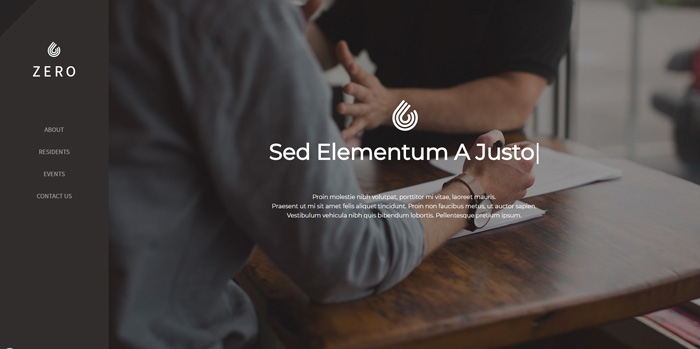 ZERO
ABOUT
RESIDENTS
EVENTS
CONTACT US
Sed Elementum A Justo|
Proin molestie nibh volutpat, porttitor mi vitae, laoreet mauris.
Praesent ut mi sit amet felis aliquet tincidunt. Proin non faucibus metus, ut auctor sapien.
Vestibulum vehicula nibh quis bibendum lobortis. Pellentesque pretium ipsum.